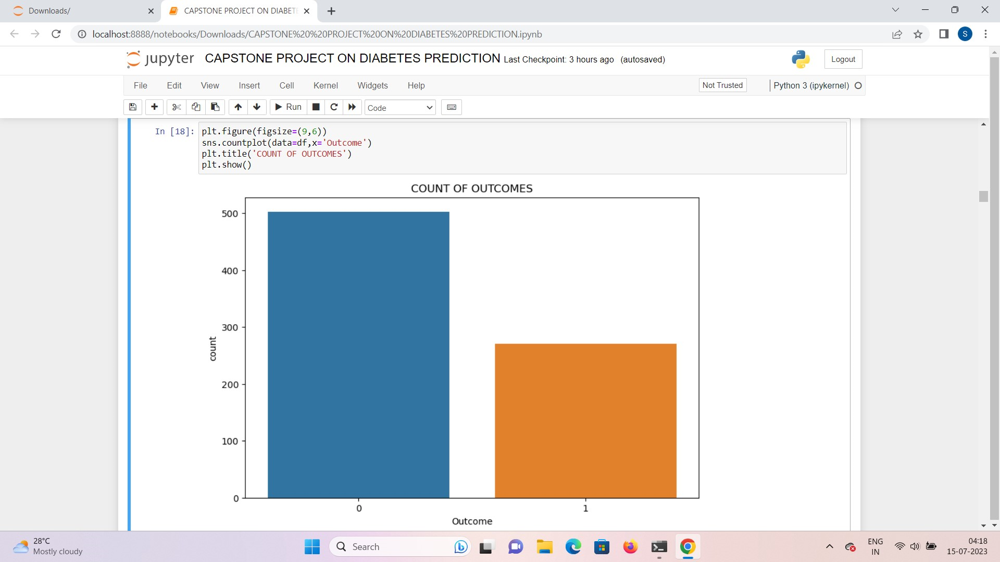 Downloads/
CAPSTONE PROJECT ON DIABET
localhost:8888/notebooks/Downloads/CAPSTONE%20%20PROJECT%20ON%20DIABETES%20PREDICTION.ipynb
S
jupyter CAPSTONE PROJECT ON DIABETES PREDICTION Last Checkpoint: 3 hours ago (autosaved)
Logout
File Edit View Insert Cell Kernel Widgets Help
Not Trusted
Python 3 (ipykernel)
Run
Code
In [18]:
plt.figure(figsize=(9,6))
sns.countplot(data=df,x='Outcome')
plt.title('COUNT OF OUTCOMES')
plt.show()
COUNT OF OUTCOMES
500
400
300
200
100
0
count
0 1
Outcome
28°C
Mostly cloudy
Search
ENG
IN
04:18
15-07-2023